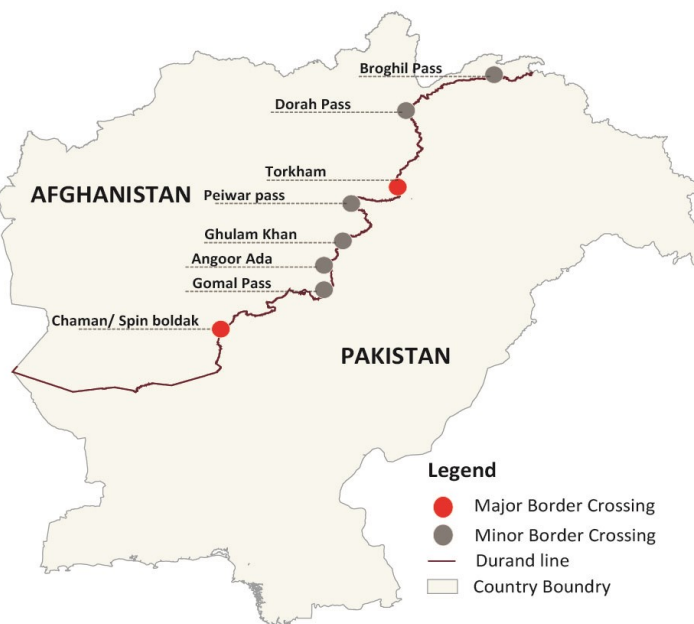 Broghil Pass
Dorah Pass
Torkham
AFGHANISTAN
Peiwar pass
Ghulam Khan
Angoor Ada
Gomal Pass
Chaman/ Spin boldak
PAKISTAN
Legend
Major Border Crossing
Minor Border Crossing
Durand line
Country Boundry